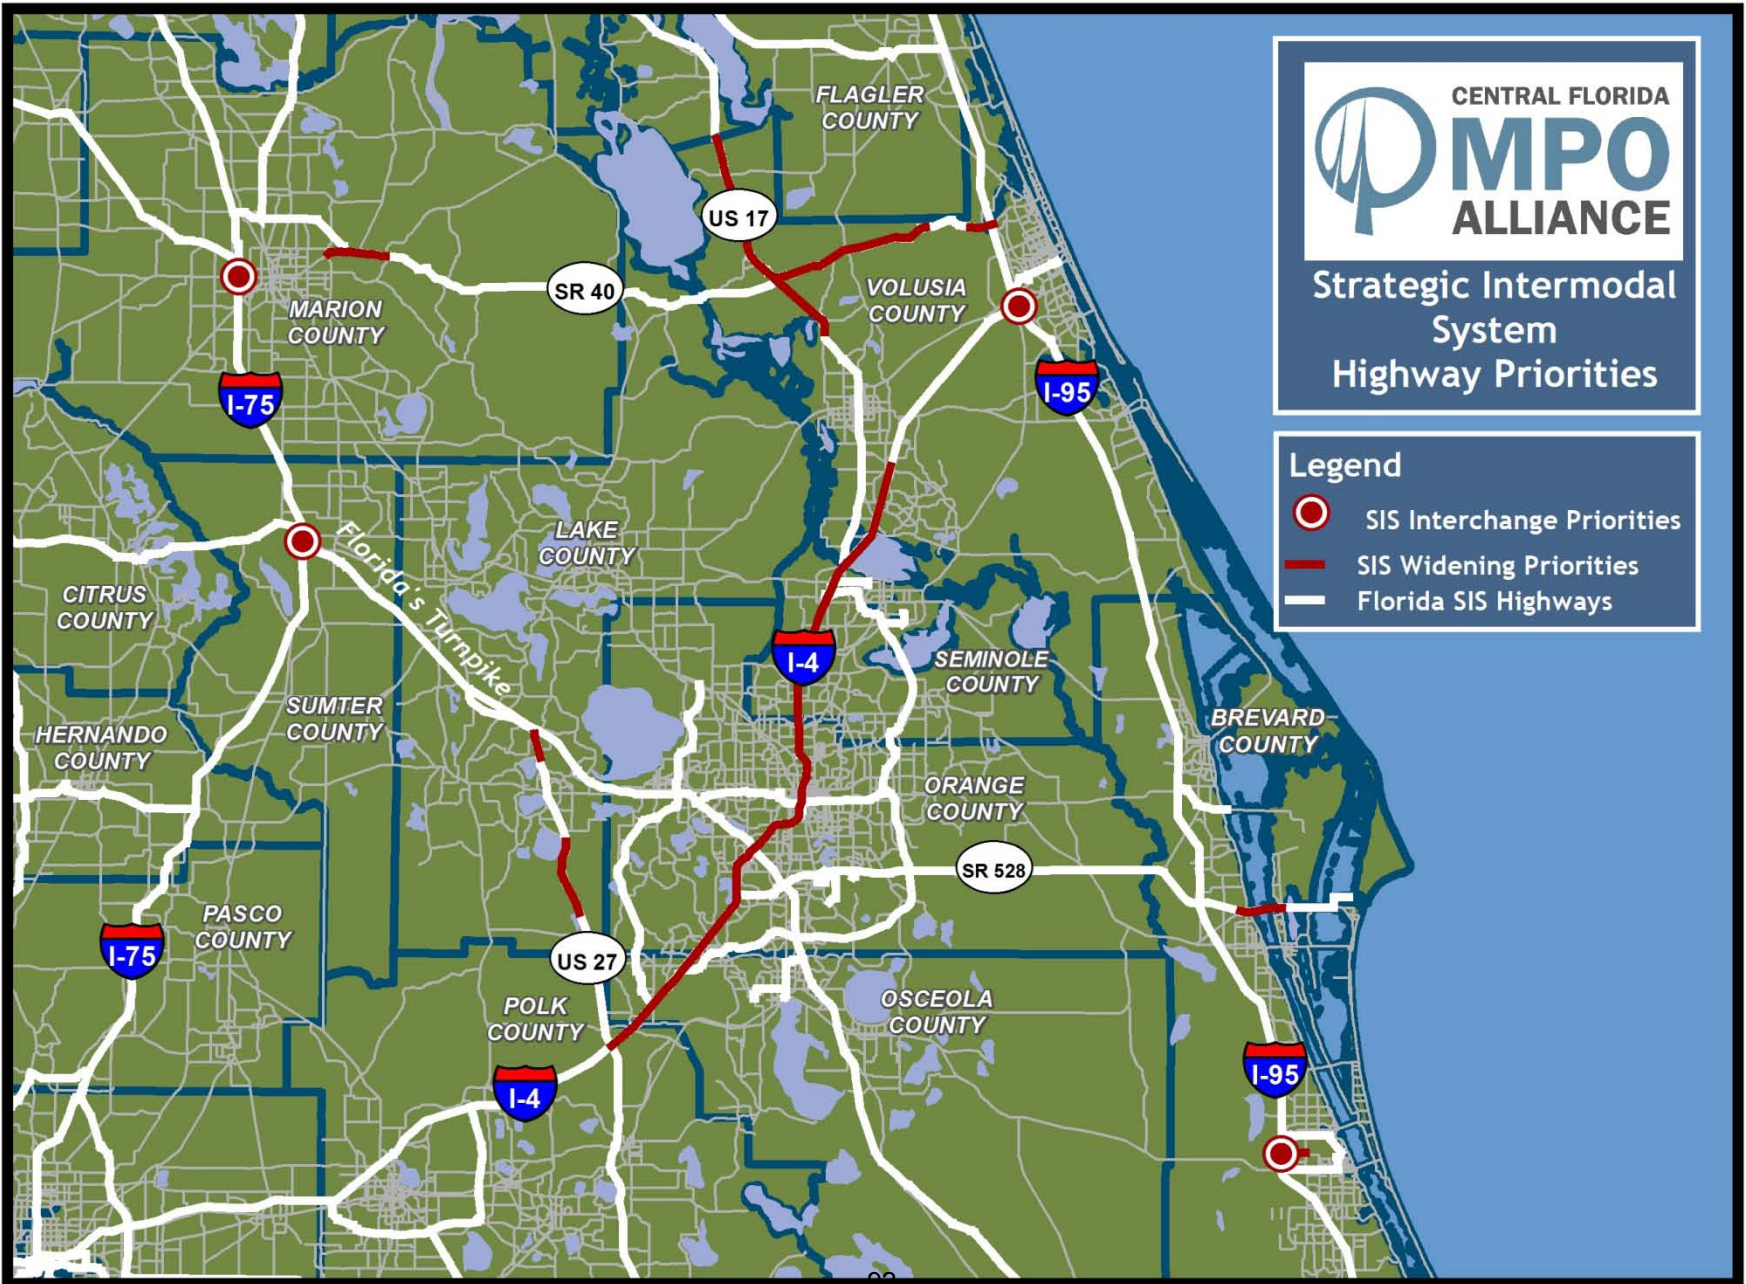 CENTRAL FLORIDA
MPO
ALLIANCE
Strategic Intermodal
System
Highway Priorities
Legend
SIS Interchange Priorities
SIS Widening Priorities
Florida SIS Highways
FLAGLER
COUNTY
US 17
SR 40
VOLUSIA
COUNTY
MARION
COUNTY
I-75
I-95
Florida's Turnpike
LAKE
COUNTY
CITRUS
COUNTY
I-4
SEMINOLE
COUNTY
SUMTER
COUNTY
HERNANDO
COUNTY
BREVARD
COUNTY
ORANGE
COUNTY
SR 528
PASCO
COUNTY
I-75
US 27
POLK
COUNTY
OSCEOLA
COUNTY
I-95
I-4